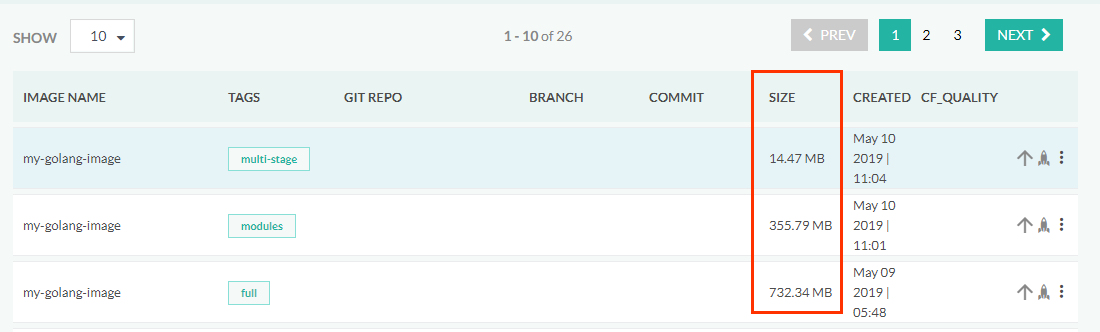 SHOW 10 1 - 10 of 26 PREV 1 2 3 NEXT
IMAGE NAME TAGS GIT REPO BRANCH COMMIT SIZE CREATED CF_QUALITY
my-golang-image multi-stage 14.47 MB May 10 2019 | 11:04
my-golang-image modules 355.79 MB May 10 2019 | 11:01
my-golang-image full 732.34 MB May 09 2019 | 05:48